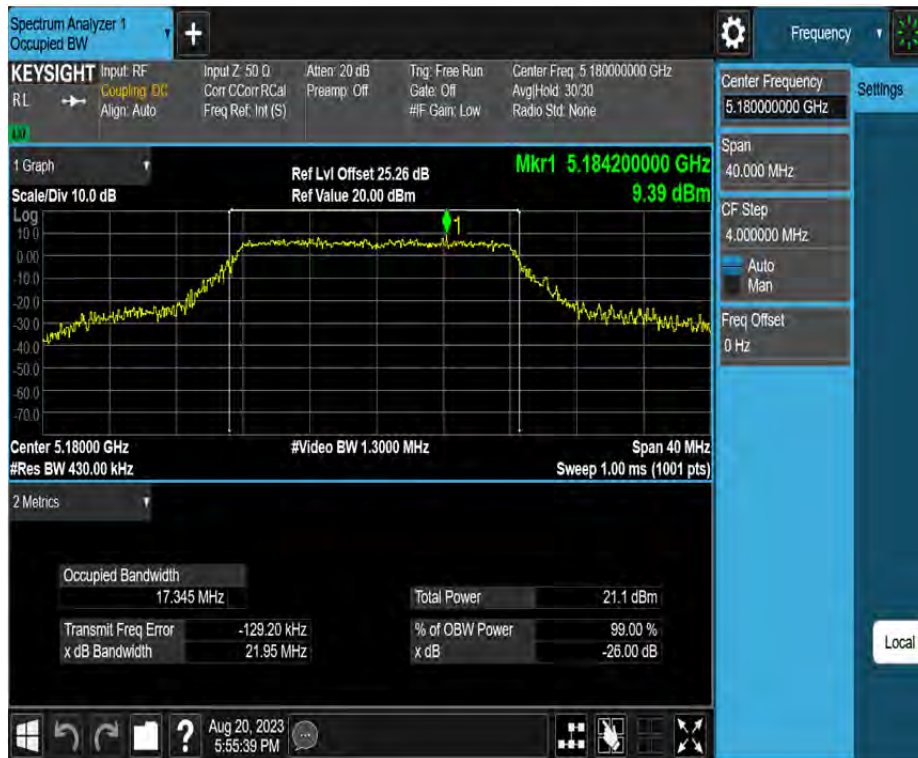 Spectrum Analyzer 1
Occupied BW
+
Frequency
KEYSIGHT
RL
Input: RF
Coupling: DC
Align: Auto
Input Z: 50 Ω
Corr CCorr RCal
Freq Ref: Int (S)
Atten: 20 dB
Preamp: Off
Trig: Free Run
Gate: Off
#IF Gain: Low
Center Freq: 5.180000000 GHz
Avg|Hold: 30/30
Radio Std: None
1 Graph
Scale/Div 10.0 dB
Ref Lvl Offset 25.26 dB
Ref Value 20.00 dBm
Mkr1 5.184200000 GHz
9.39 dBm
Log
10.0
0.00
-10.0
-20.0
-30.0
-40.0
-50.0
-60.0
-70.0
1
Center 5.18000 GHz
#Video BW 1.3000 MHz
Span 40 MHz
#Res BW 430.00 kHz
Sweep 1.00 ms (1001 pts)
2 Metrics
Occupied Bandwidth
17.345 MHz
Total Power
21.1 dBm
Transmit Freq Error
-129.20 kHz
% of OBW Power
99.00 %
x dB Bandwidth
21.95 MHz
x dB
-26.00 dB
Center Frequency
5.180000000 GHz
Settings
Span
40.000 MHz
CF Step
4.000000 MHz
Auto
Man
Freq Offset
0 Hz
Local
?
Aug 20, 2023
5:55:39 PM